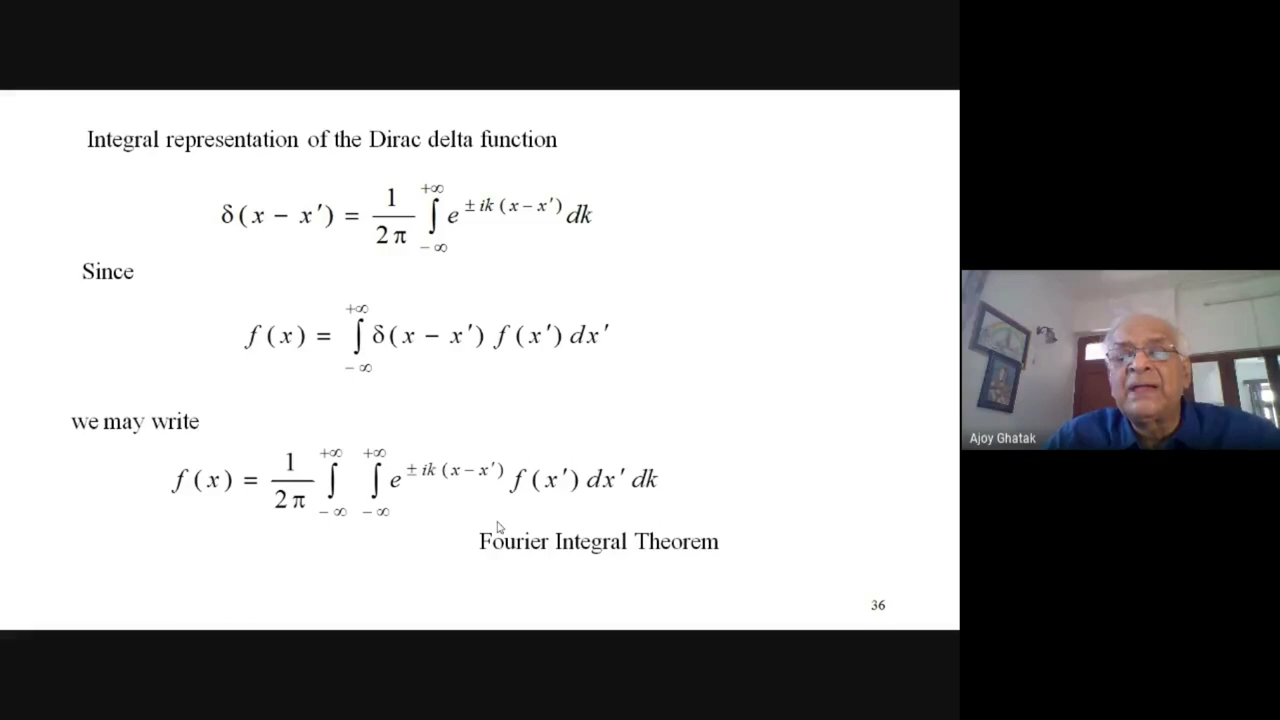 Integral representation of the Dirac delta function
δ(x − x′) = 1/2π ∫_{−∞}^{+∞} e^{± ik (x − x′)} dk
Since
f(x) = ∫_{−∞}^{+∞} δ(x − x′) f(x′) dx′
we may write
f(x) = 1/2π ∫_{−∞}^{+∞} ∫_{−∞}^{+∞} e^{± ik (x − x′)} f(x′) dx′ dk
Fourier Integral Theorem
36
Ajoy Ghatak